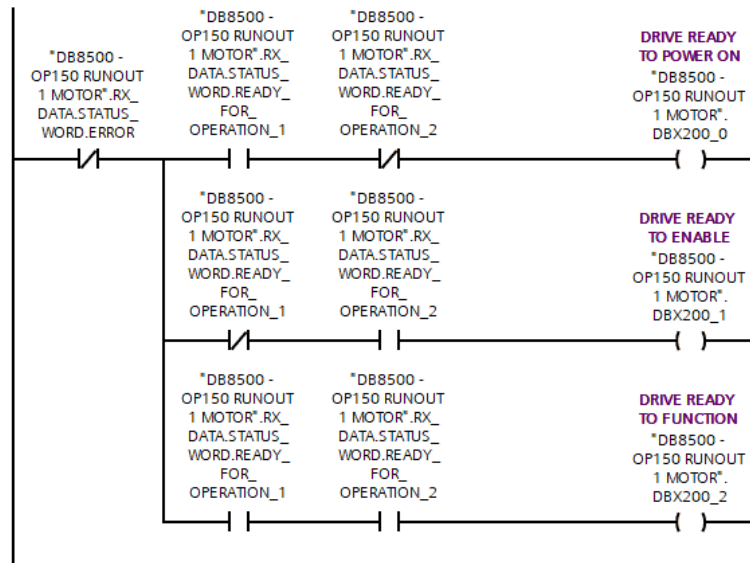 "DB8500 -
OP150 RUNOUT
1 MOTOR".RX_
DATA.STATUS_
WORD.ERROR
"DB8500 -
OP150 RUNOUT
1 MOTOR".RX_
DATA.STATUS_
WORD.READY_
FOR_
OPERATION_1
"DB8500 -
OP150 RUNOUT
1 MOTOR".RX_
DATA.STATUS_
WORD.READY_
FOR_
OPERATION_2
DRIVE READY
TO POWER ON
"DB8500 -
OP150 RUNOUT
1 MOTOR".
DBX200_0
"DB8500 -
OP150 RUNOUT
1 MOTOR".RX_
DATA.STATUS_
WORD.READY_
FOR_
OPERATION_1
"DB8500 -
OP150 RUNOUT
1 MOTOR".RX_
DATA.STATUS_
WORD.READY_
FOR_
OPERATION_2
DRIVE READY
TO ENABLE
"DB8500 -
OP150 RUNOUT
1 MOTOR".
DBX200_1
"DB8500 -
OP150 RUNOUT
1 MOTOR".RX_
DATA.STATUS_
WORD.READY_
FOR_
OPERATION_1
"DB8500 -
OP150 RUNOUT
1 MOTOR".RX_
DATA.STATUS_
WORD.READY_
FOR_
OPERATION_2
DRIVE READY
TO FUNCTION
"DB8500 -
OP150 RUNOUT
1 MOTOR".
DBX200_2